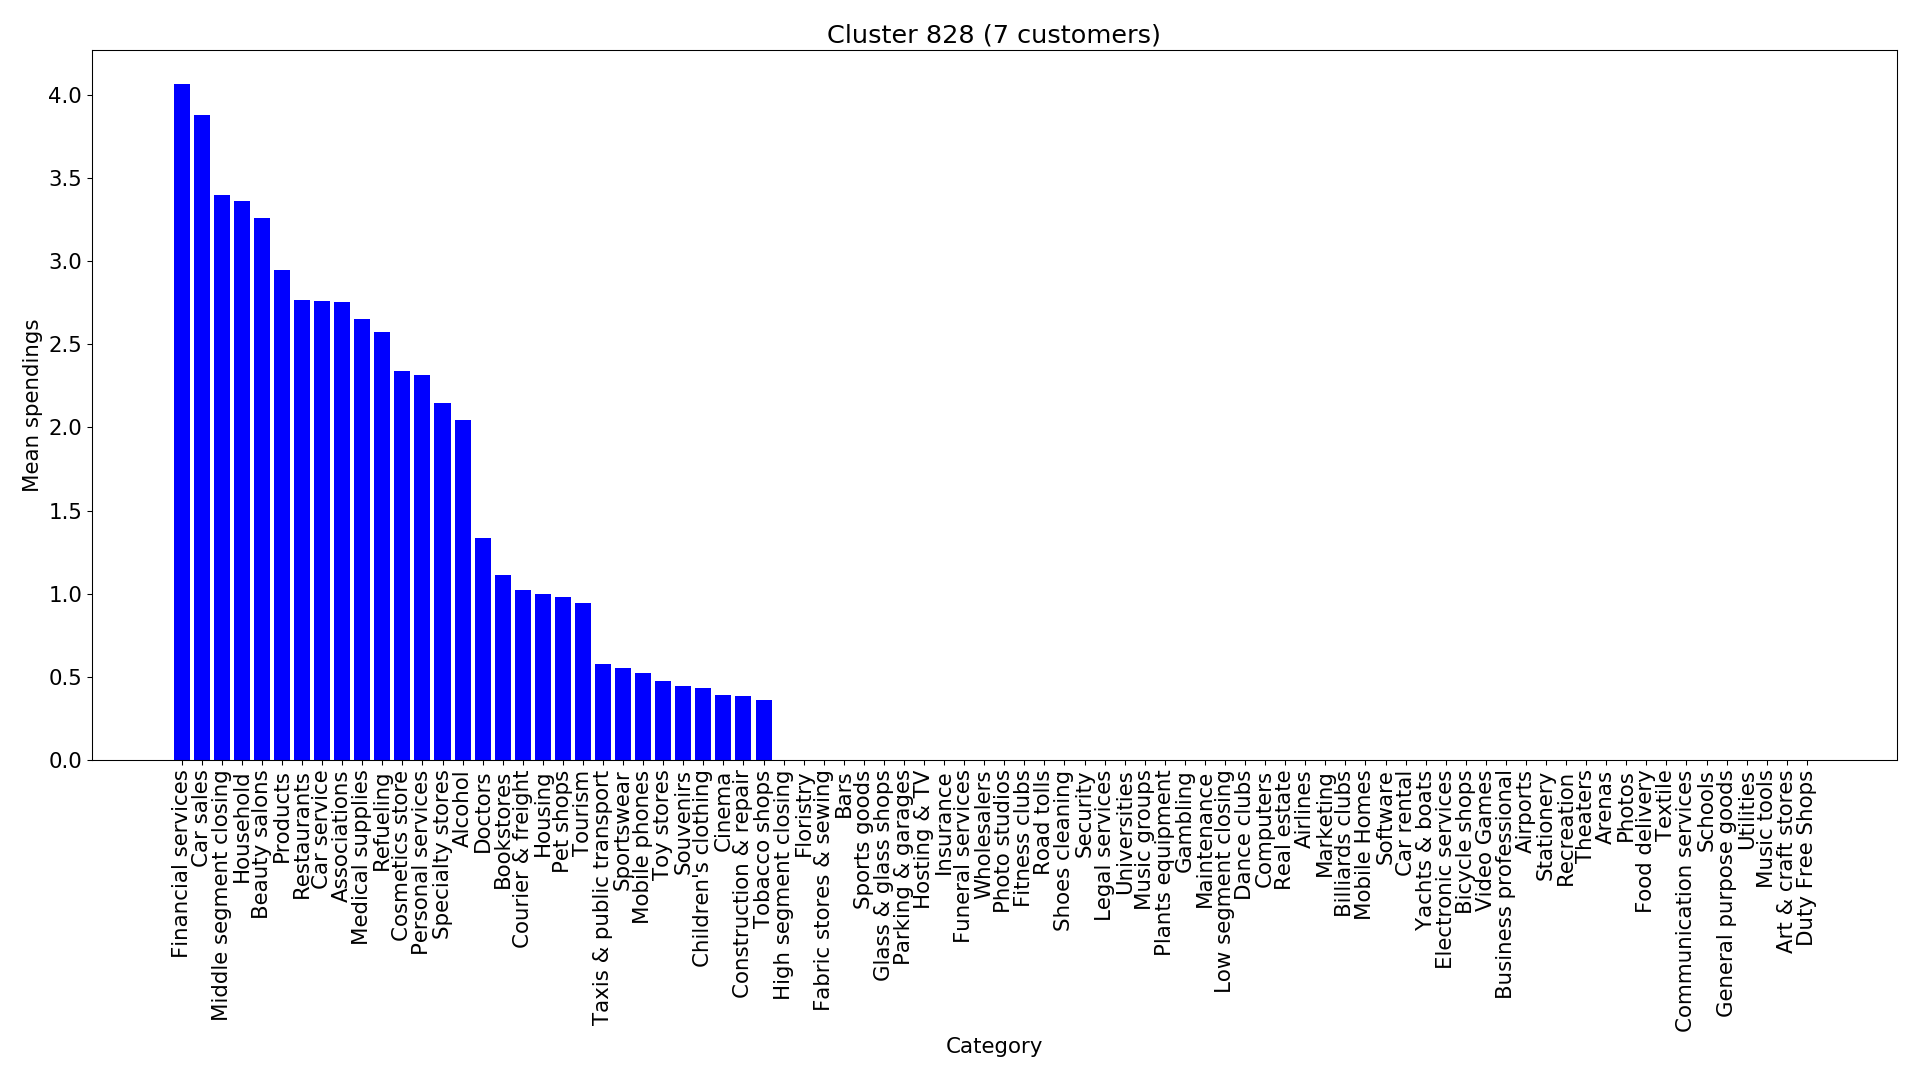 Cluster 828 (7 customers)
Mean spendings
4.0
3.5
3.0
2.5
2.0
1.5
1.0
0.5
0.0
Financial services
Car sales
Middle segment closing
Household
Beauty salons
Products
Restaurants
Car service
Associations
Medical supplies
Refueling
Cosmetics store
Personal services
Specialty stores
Alcohol
Doctors
Bookstores
Courier & freight
Housing
Pet shops
Tourism
Taxis & public transport
Sportswear
Mobile phones
Toy stores
Souvenirs
Children's clothing
Cinema
Construction & repair
Tobacco shops
High segment closing
Floristry
Fabric stores & sewing
Bars
Sports goods
Glass & glass shops
Parking & garages
Hosting & TV
Insurance
Funeral services
Wholesalers
Photo studios
Fitness clubs
Road tolls
Shoes cleaning
Security
Legal services
Universities
Music groups
Plants equipment
Gambling
Maintenance
Low segment closing
Dance clubs
Computers
Real estate
Airlines
Marketing
Billiards clubs
Mobile Homes
Software
Car rental
Yachts & boats
Electronic services
Bicycle shops
Video Games
Business professional
Airports
Stationery
Recreation
Theaters
Arenas
Photos
Food delivery
Textile
Communication services
Schools
General purpose goods
Utilities
Music tools
Art & craft stores
Duty Free Shops
Category